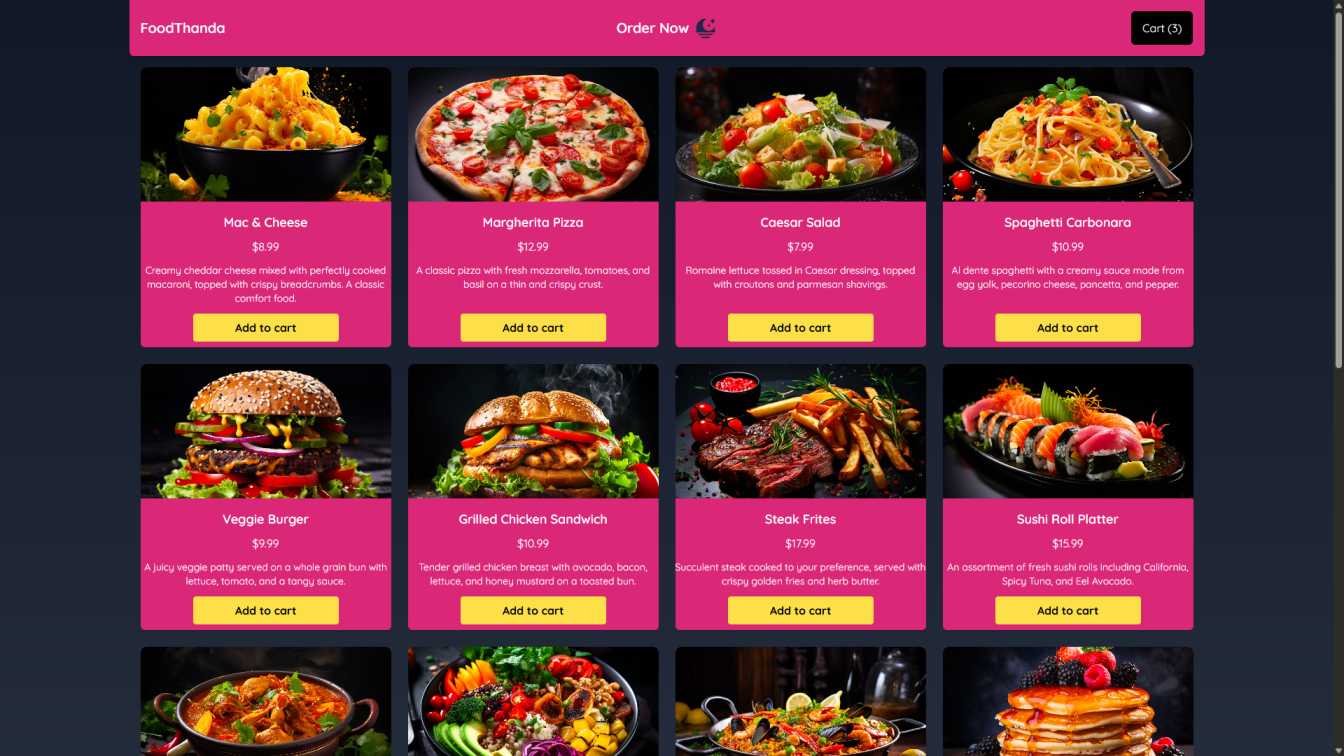 FoodThanda
Order Now
Cart (3)
Mac & Cheese
$8.99
Creamy cheddar cheese mixed with perfectly cooked
macaroni, topped with crispy breadcrumbs. A classic
comfort food.
Add to cart
Margherita Pizza
$12.99
A classic pizza with fresh mozzarella, tomatoes, and
basil on a thin and crispy crust.
Add to cart
Caesar Salad
$7.99
Romaine lettuce tossed in Caesar dressing, topped
with croutons and parmesan shavings.
Add to cart
Spaghetti Carbonara
$10.99
Al dente spaghetti with a creamy sauce made from
egg yolk, pecorino cheese, pancetta, and pepper.
Add to cart
Veggie Burger
$9.99
A juicy veggie patty served on a whole grain bun with
lettuce, tomato, and a tangy sauce.
Add to cart
Grilled Chicken Sandwich
$10.99
Tender grilled chicken breast with avocado, bacon,
lettuce, and honey mustard on a toasted bun.
Add to cart
Steak Frites
$17.99
Succulent steak cooked to your preference, served with
crispy golden fries and herb butter.
Add to cart
Sushi Roll Platter
$15.99
An assortment of fresh sushi rolls including California,
Spicy Tuna, and Eel Avocado.
Add to cart